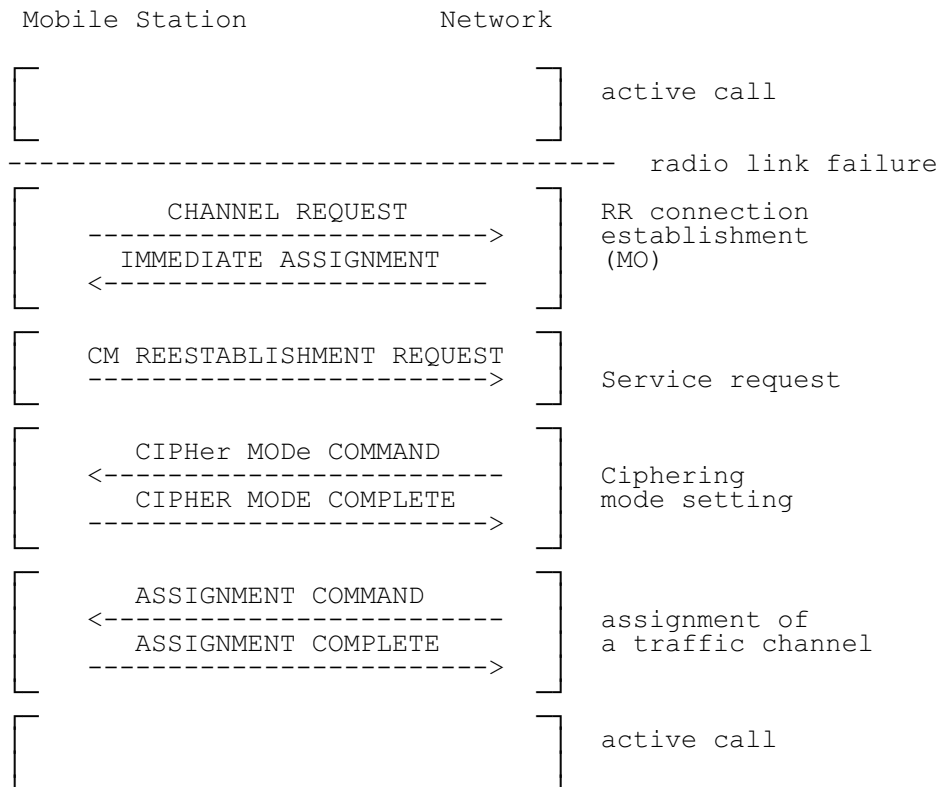 Mobile Station Network
active call
radio link failure
CHANNEL REQUEST RR connection
establishment
IMMEDIATE ASSIGNMENT (MO)
CM REESTABLISHMENT REQUEST
Service request
CIPHer MODe COMMAND
Ciphering
CIPHER MODE COMPLETE mode setting
ASSIGNMENT COMMAND
assignment of
ASSIGNMENT COMPLETE a traffic channel
active call